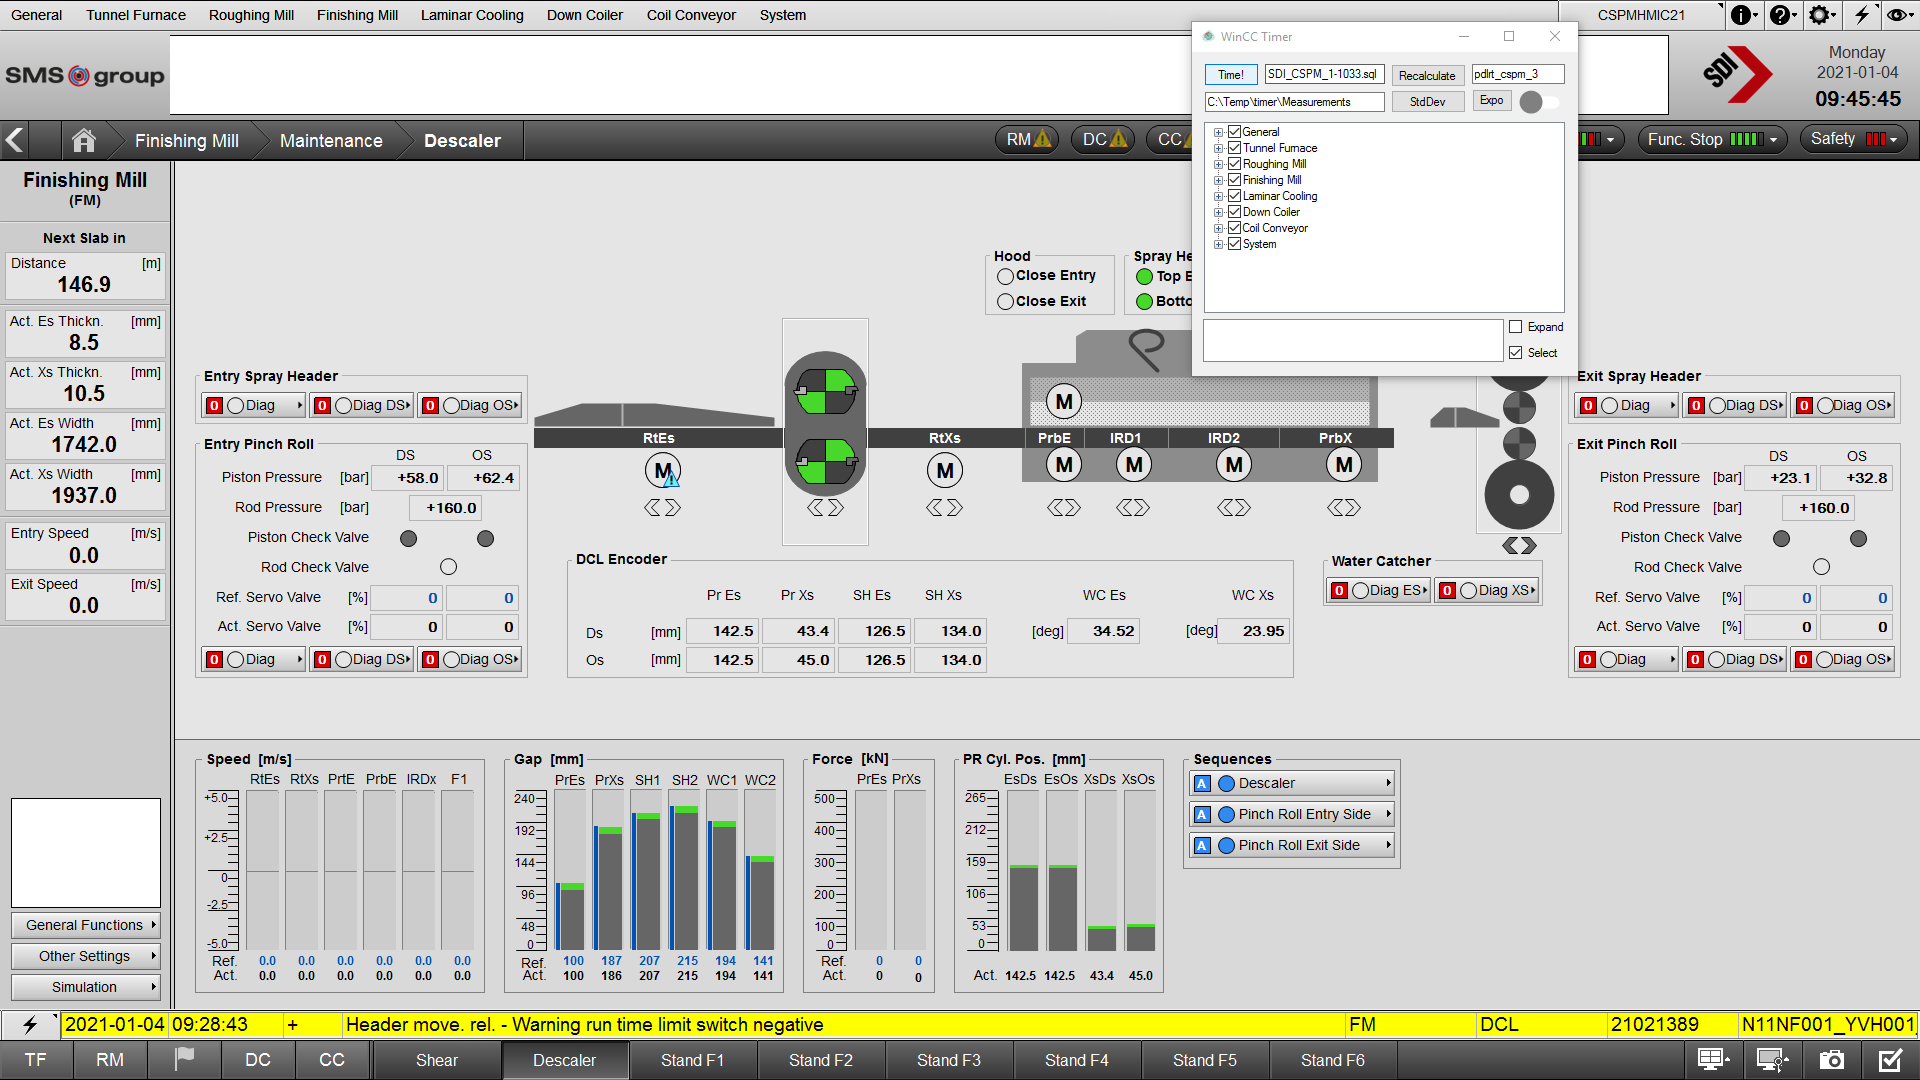 General Tunnel Furnace Roughing Mill Finishing Mill Laminar Cooling Down Coiler Coil Conveyor System CSPMHMIC21
SMS group
SDI
Monday
2021-01-04
09:45:45
WinCC Timer
Time! SDI_CSPM_1-1033.sql Recalculate pdlrt_cspm_3
C:\Temp\timer\Measurements StdDev Expo
General
Tunnel Furnace
Roughing Mill
Finishing Mill
Laminar Cooling
Down Coiler
Coil Conveyor
System
Expand
Select
Finishing Mill Maintenance Descaler RM DC CC Func. Stop Safety
Finishing Mill
(FM)
Next Slab in
Distance [m]
146.9
Act. Es Thickn. [mm]
8.5
Act. Xs Thickn. [mm]
10.5
Act. Es Width [mm]
1742.0
Act. Xs Width [mm]
1937.0
Entry Speed [m/s]
0.0
Exit Speed [m/s]
0.0
General Functions
Other Settings
Simulation
Hood
Close Entry
Close Exit
Spray He
Top E
Botto
Entry Spray Header
0 Diag 0 Diag DS 0 Diag OS
Entry Pinch Roll
DS OS
Piston Pressure [bar] +58.0 +62.4
Rod Pressure [bar] +160.0
Piston Check Valve
Rod Check Valve
Ref. Servo Valve [%] 0 0
Act. Servo Valve [%] 0 0
0 Diag 0 Diag DS 0 Diag OS
RtEs RtXs PrbE IRD1 IRD2 PrbX
M
M M M M M M
Exit Spray Header
0 Diag 0 Diag DS 0 Diag OS
Exit Pinch Roll
DS OS
Piston Pressure [bar] +23.1 +32.8
Rod Pressure [bar] +160.0
Piston Check Valve
Rod Check Valve
Ref. Servo Valve [%] 0 0
Act. Servo Valve [%] 0 0
0 Diag 0 Diag DS 0 Diag OS
DCL Encoder
Pr Es Pr Xs SH Es SH Xs WC Es WC Xs
Ds [mm] 142.5 43.4 126.5 134.0 [deg] 34.52 [deg] 23.95
Os [mm] 142.5 45.0 126.5 134.0
Water Catcher
0 Diag ES 0 Diag XS
Speed [m/s]
RtEs RtXs PrtE PrbE IRDx F1
+5.0
+2.5
0
-2.5
-5.0
Ref. 0.0 0.0 0.0 0.0 0.0 0.0
Act. 0.0 0.0 0.0 0.0 0.0 0.0
Gap [mm]
PrEs PrXs SH1 SH2 WC1 WC2
240
192
144
96
48
0
Ref. 100 187 207 215 194 141
Act. 100 186 207 215 194 141
Force [kN]
PrEs PrXs
500
400
300
200
100
0
Ref. 0 0
Act. 0 0
PR Cyl. Pos. [mm]
EsDs EsOs XsDs XsOs
265
212
159
106
53
0
Act. 142.5 142.5 43.4 45.0
Sequences
A Descaler
A Pinch Roll Entry Side
A Pinch Roll Exit Side
2021-01-04 09:28:43 + Header move. rel. - Warning run time limit switch negative FM DCL 21021389 N11NF001_YVH001
TF RM DC CC Shear Descaler Stand F1 Stand F2 Stand F3 Stand F4 Stand F5 Stand F6